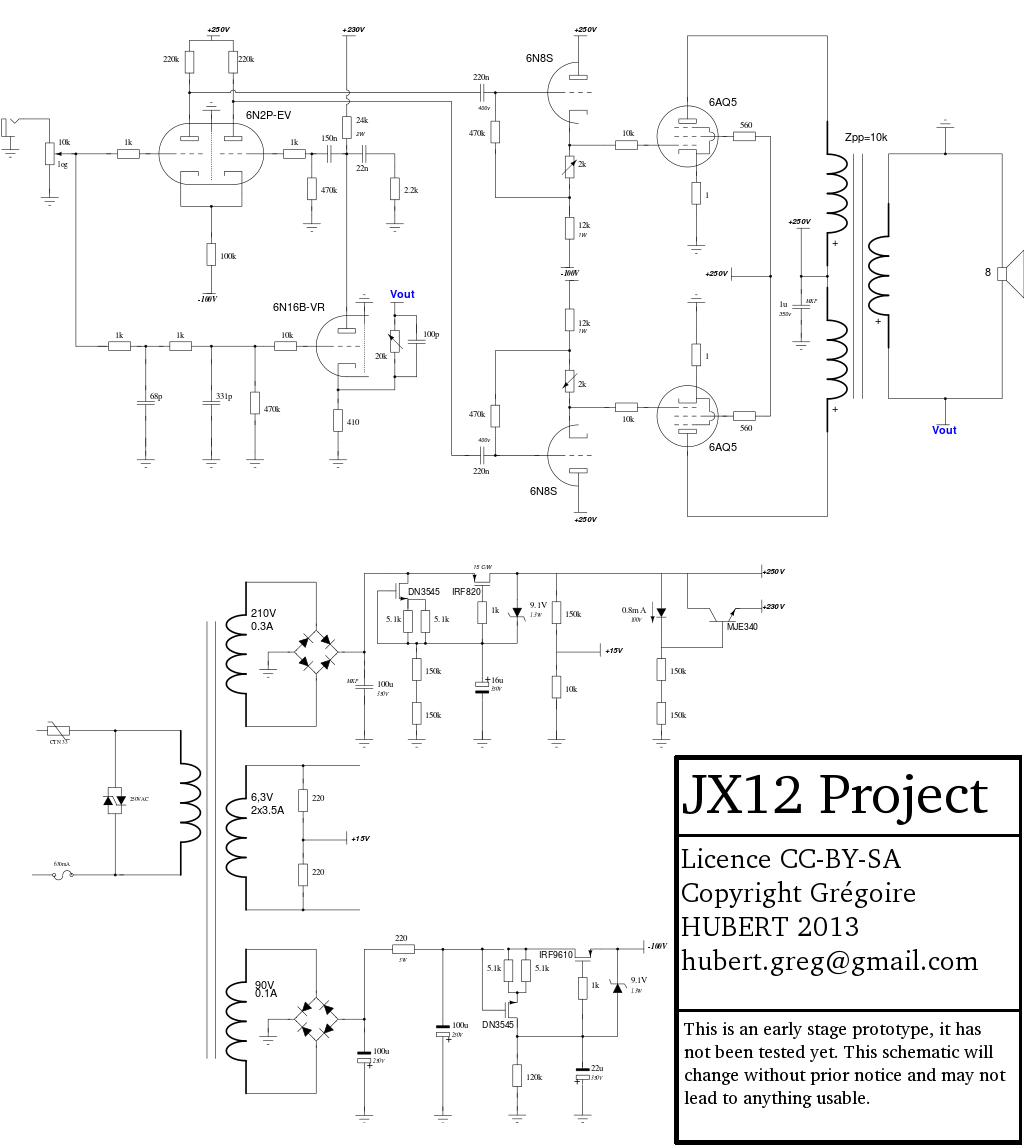 +250V
+230V
+250V
220k
220k
6N2P-EV
6N8S
220n
400v
6AQ5
10k
log
1k
1k
150n
24k
2W
22n
470k
10k
560
Zpp=10k
470k
2.2k
2k
1
100k
12k
1W
+250V
+
-100V
-100V
+250V
8
6N16B-VR
Vout
1u
350v
MKP
+
1k
1k
10k
20k
100p
12k
1W
1
68p
331p
470k
410
2k
470k
10k
560
+
400v
220n
6AQ5
Vout
6N8S
+250V
15 C/W
+250V
210V
0.3A
DN3545
IRF820
5.1k
5.1k
1k
9.1V
1.3W
150k
0.8mA
100V
+230V
MJE340
+15V
MKP
100u
350V
150k
150k
+
16u
350V
10k
150k
150k
CTN 33
250VAC
630mA
6,3V
2x3.5A
220
+15V
220
90V
0.1A
220
3W
IRF9610
-100V
5.1k
5.1k
1k
9.1V
1.3W
DN3545
100u
250V
+
100u
250V
+
120k
22u
350V
+
JX12 Project
Licence CC-BY-SA
Copyright Grégoire
HUBERT 2013
hubert.greg@gmail.com
This is an early stage prototype, it has
not been tested yet. This schematic will
change without prior notice and may not
lead to anything usable.